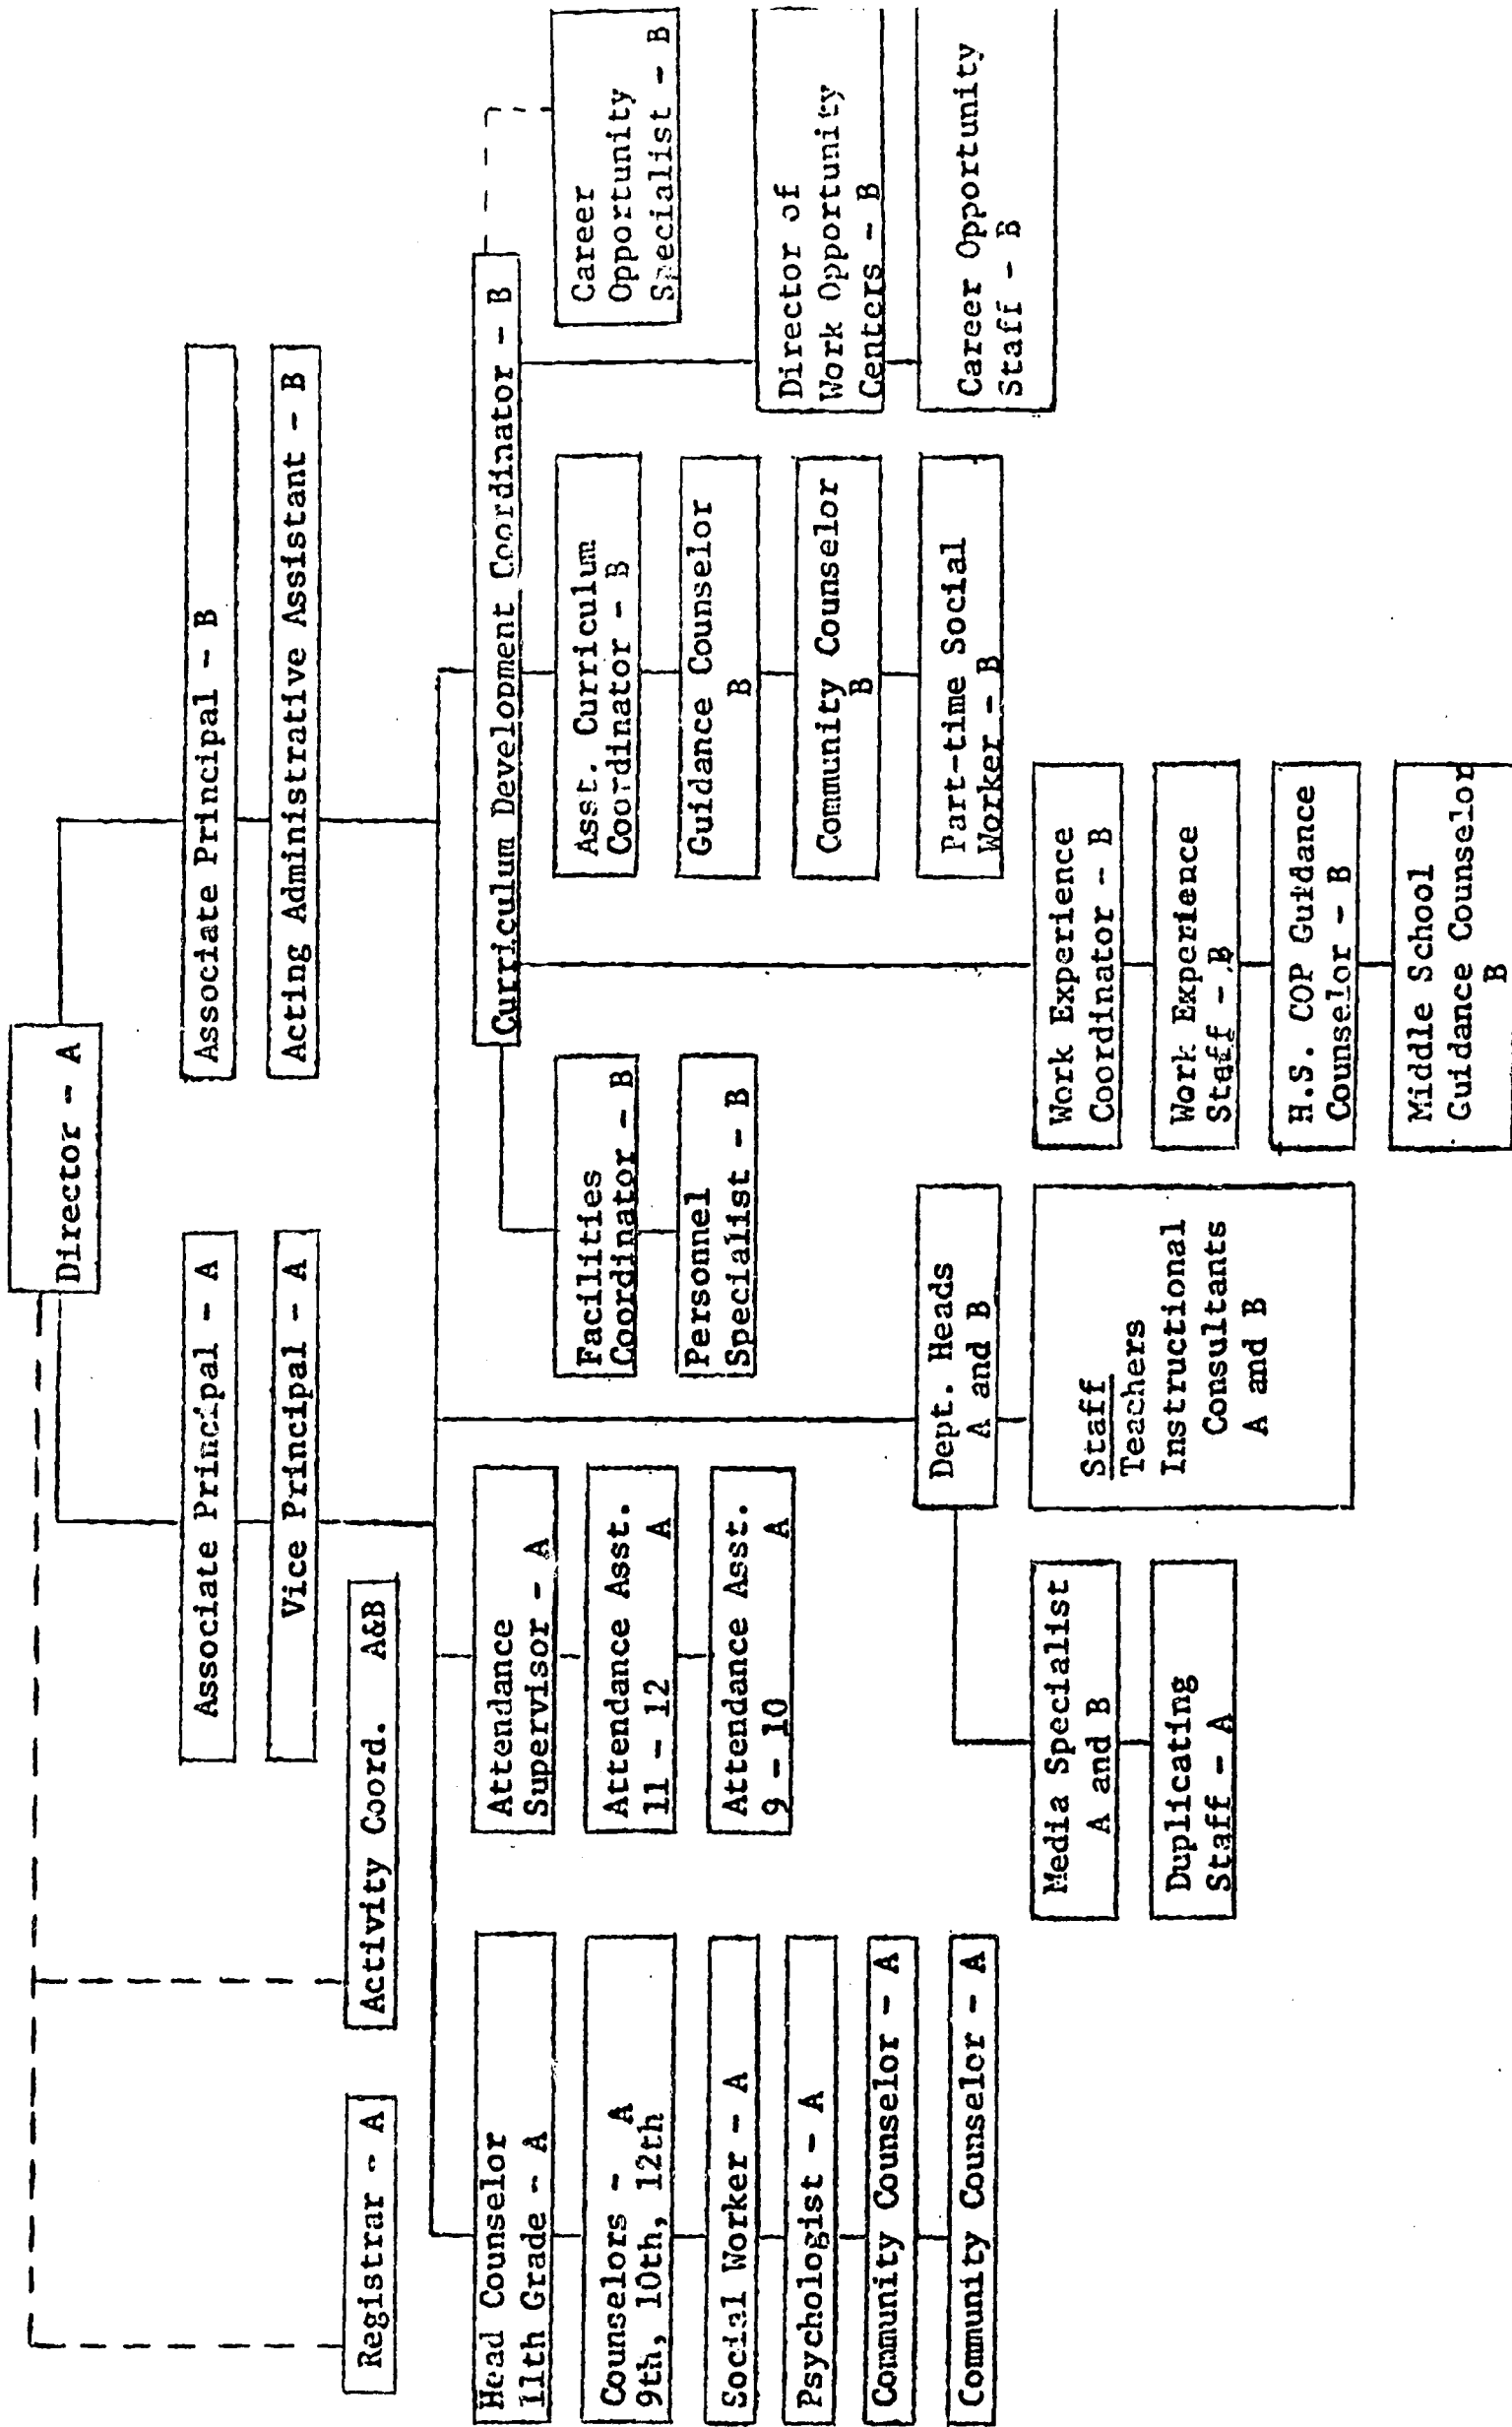 Director - A
Associate Principal - A
Associate Principal - B
Vice Principal - A
Acting Administrative Assistant - B
Registrar - A
Activity Coord. A&B
Head Counselor
11th Grade - A
Counselors - A
9th, 10th, 12th
Social Worker - A
Psychologist - A
Community Counselor - A
Community Counselor - A
Attendance
Supervisor - A
Attendance Asst.
11 - 12 A
Attendance Asst.
9 - 10 A
Dept. Heads
A and B
Media Specialist
A and B
Duplicating
Staff - A
Staff
Teachers
Instructional
Consultants
A and B
Curriculum Development Coordinator - B
Facilities
Coordinator - B
Personnel
Specialist - B
Work Experience
Coordinator - B
Work Experience
Staff - B
H.S. COP Guidance
Counselor - B
Middle School
Guidance Counselor
B
Asst. Curriculum
Coordinator - B
Guidance Counselor
B
Community Counselor
B
Part-time Social
Worker - B
Career
Opportunity
Specialist - B
Director of
Work Opportunity
Centers - B
Career Opportunity
Staff - B